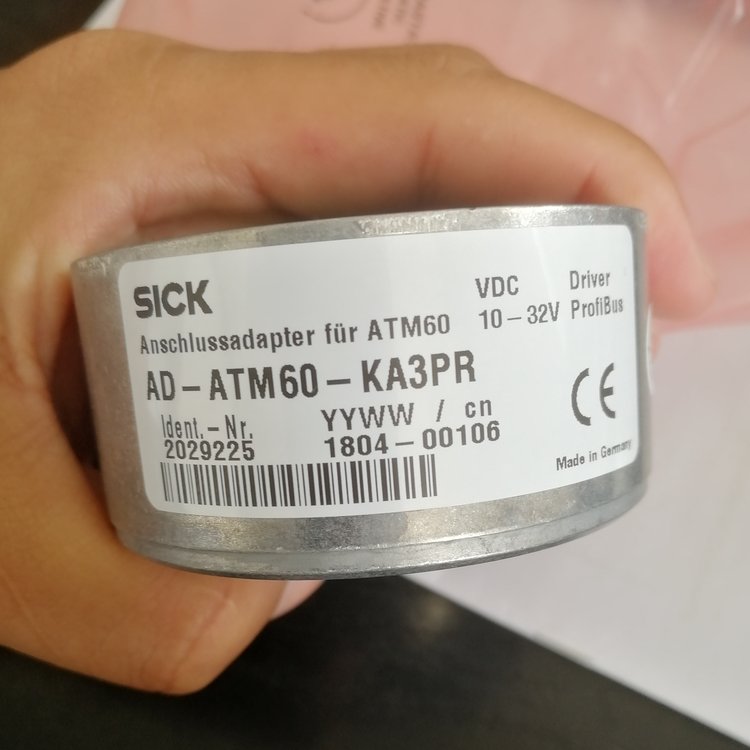 SICK
Anschlussadapter für ATM60
AD-ATM60-KA3PR
Ident.-Nr.
2029225
YYWW / cn
1804-00106
VDC
10-32V
Driver
ProfiBus
CE
Made in Germany